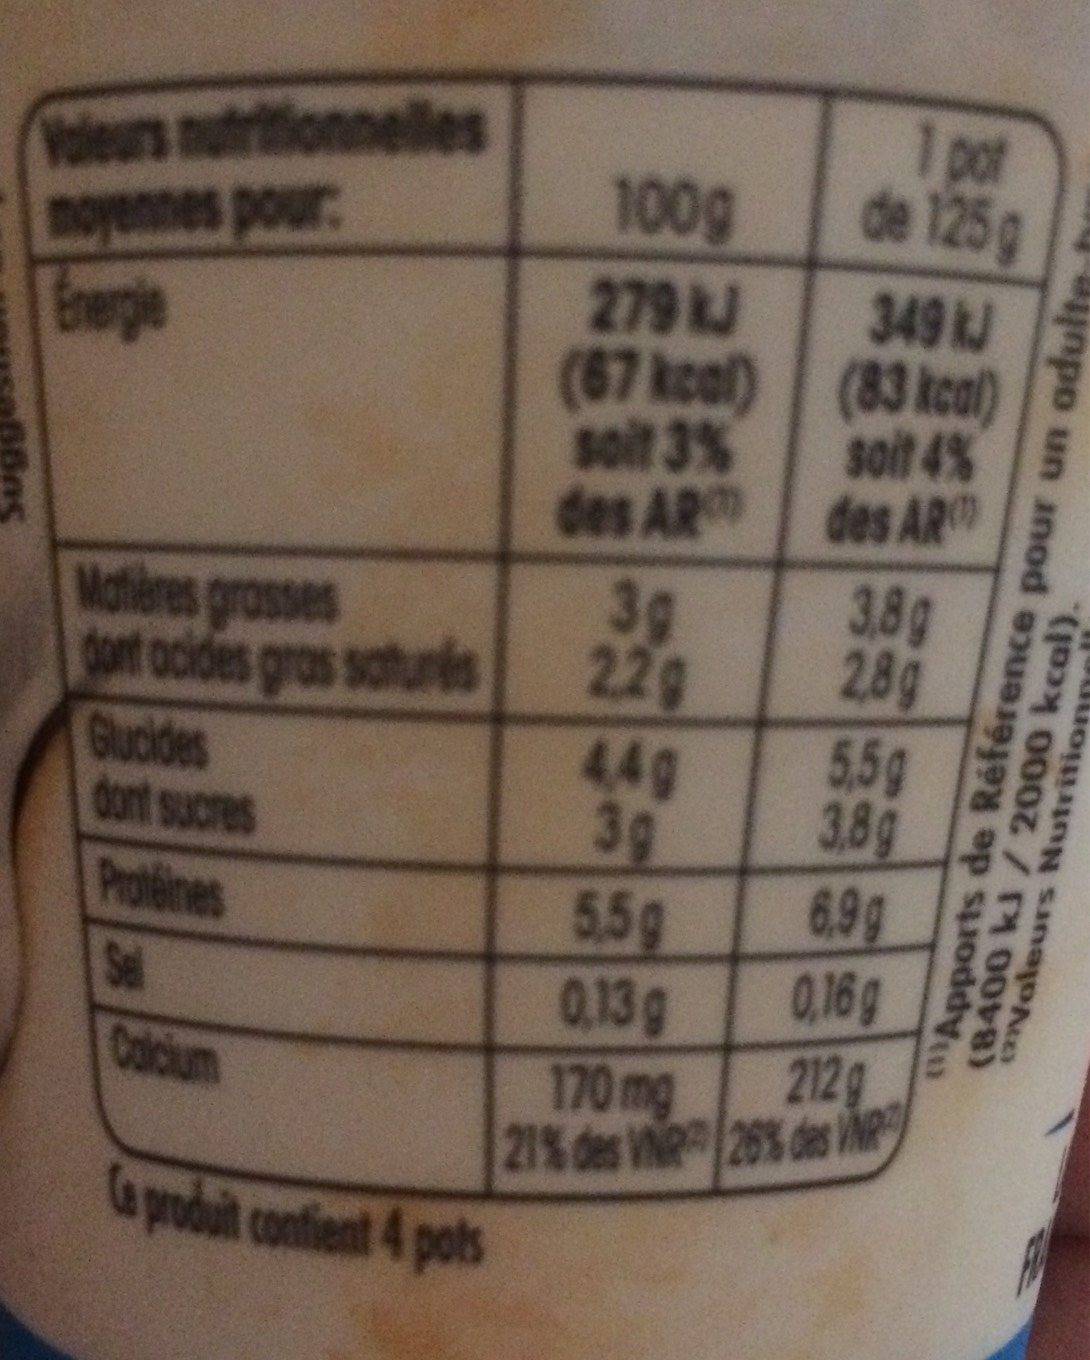 Valeurs nutritionnelles
moyennes pour:
100g
1 pot
de 125g
Énergie
279 kJ
(67 kcal)
soit 3%
des AR(1)
349 kJ
(83 kcal)
soit 4%
des AR(1)
Matières grasses
dont acides gras saturés
3g
2,2g
3,8g
2,8g
Glucides
dont sucres
4,4g
3g
5,5g
3,8g
Protéines
5,5g
6,9g
Sel
0,13g
0,16g
Calcium
170 mg
21% des VNR(2)
212g
26% des VNR(2)
Ce produit contient 4 pots
(1)Apports de Référence pour un adulte
(8400 kJ / 2000 kcal).
(2)Valeurs